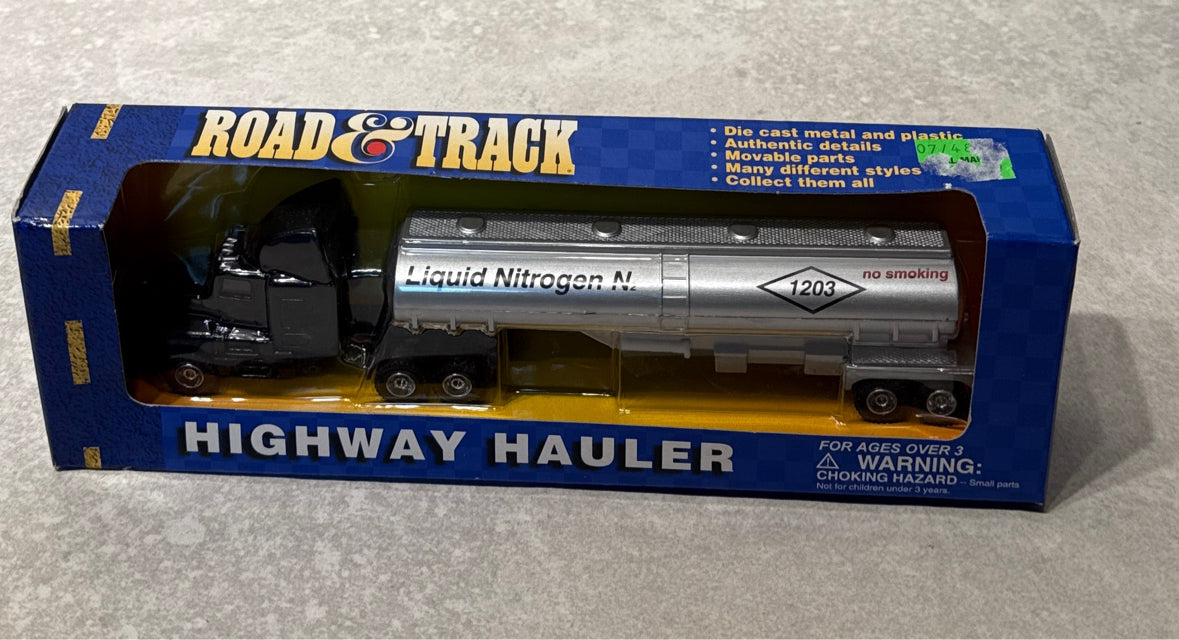 ROAD & TRACK
• Die cast metal and plastic
• Authentic details
• Movable parts
• Many different styles
• Collect them all
07/48
Liquid Nitrogen N₂
1203
no smoking
HIGHWAY HAULER
FOR AGES OVER 3
⚠ WARNING:
CHOKING HAZARD -- Small parts
Not for children under 3 years.